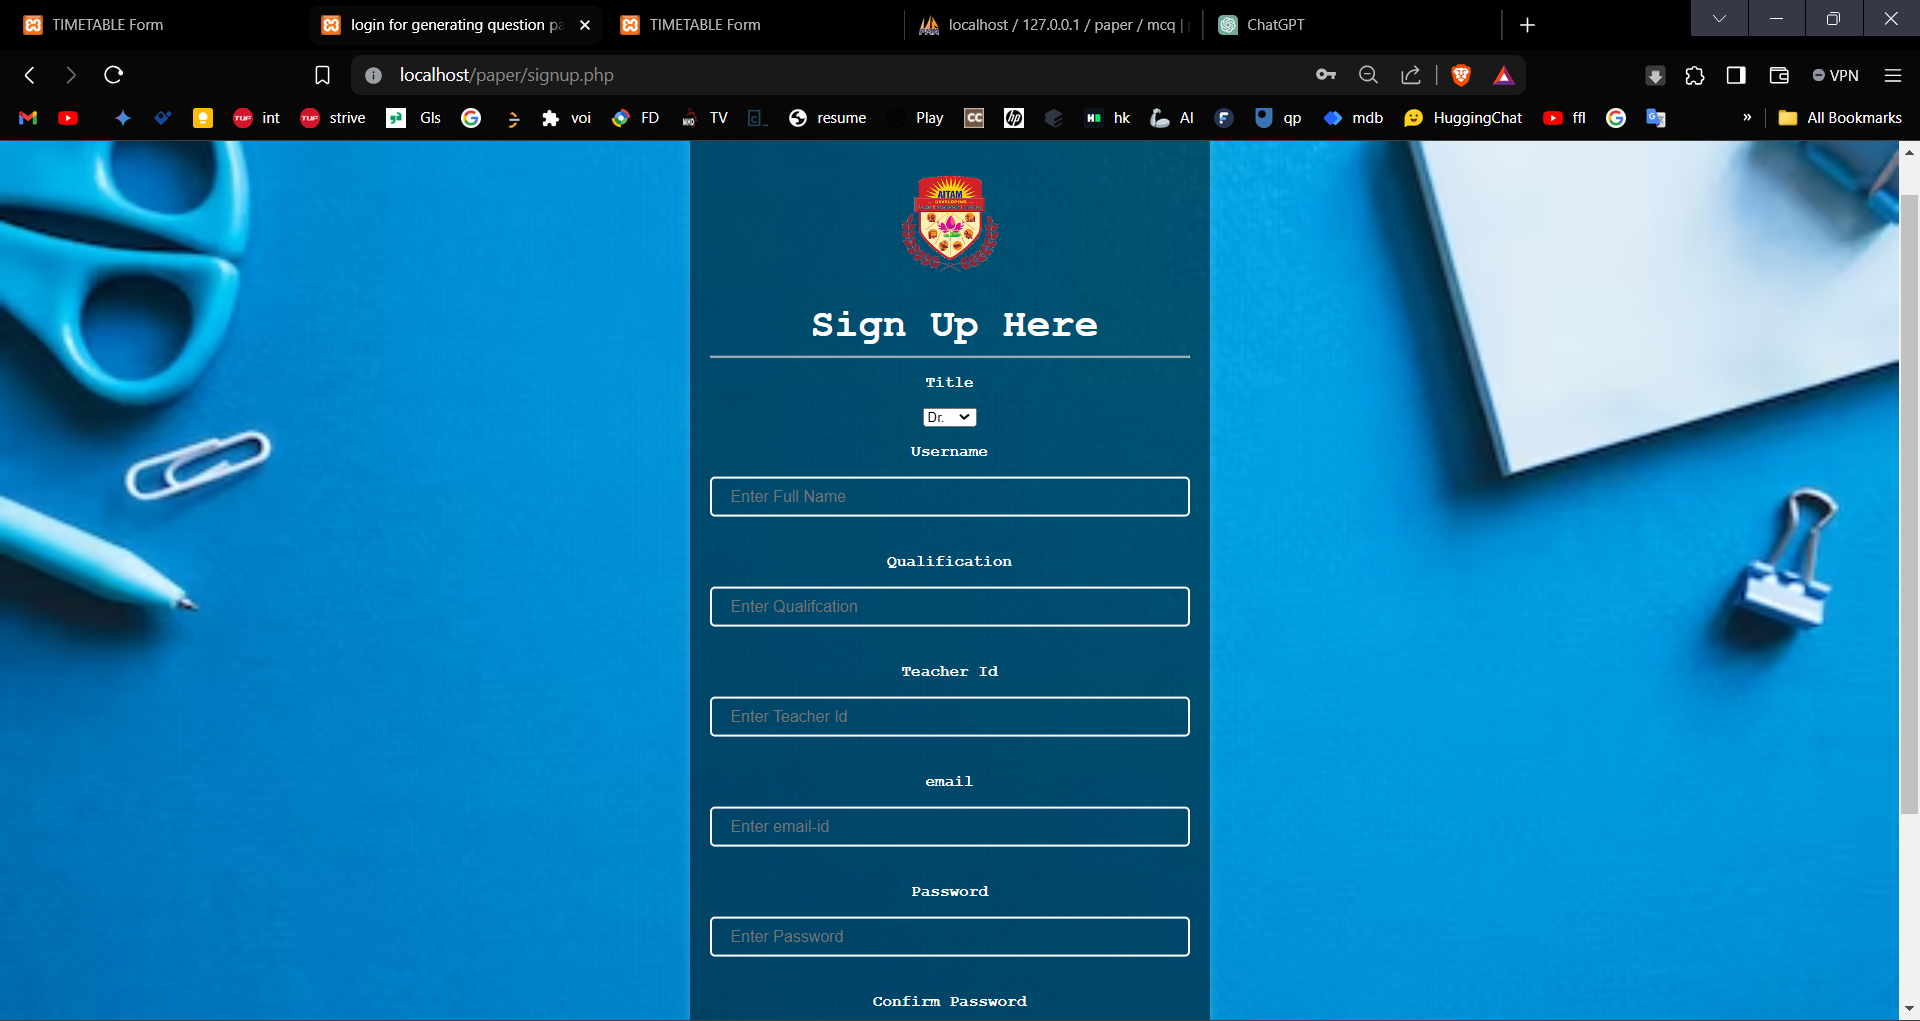 TIMETABLE Form
login for generating question pa
TIMETABLE Form
localhost / 127.0.0.1 / paper / mcq |
ChatGPT
localhost/paper/signup.php
VPN
int
strive
Gls
voi
FD
TV
resume
Play
CC
hp
hk
AI
qp
mdb
HuggingChat
ffl
»
All Bookmarks
AITAM
DEVELOPING
Sign Up Here
Title
Dr.
Username
Enter Full Name
Qualification
Enter Qualifcation
Teacher Id
Enter Teacher Id
email
Enter email-id
Password
Enter Password
Confirm Password